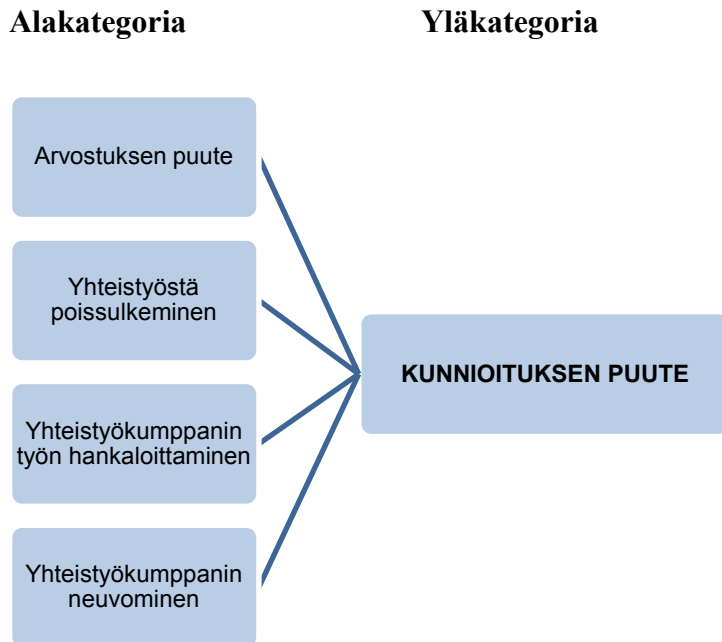 Alakategoria Yläkategoria
Arvostuksen puute
Yhteistyöstä
poissulkeminen
KUNNIOITUKSEN PUUTE
Yhteistyökumppanin
työn hankaloittaminen
Yhteistyökumppanin
neuvominen